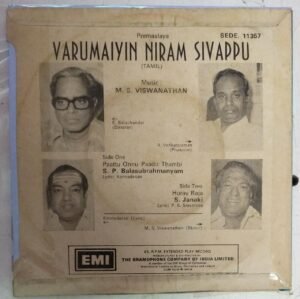 SEDE. 11357
Premalaya
VARUMAIYIN NIRAM SIVAPPU
(TAMIL)
Music:
M. S. VISWANATHAN
K. Balachander
(Director)
R. Venkataraman
(Producer)
Side One
Paattu Onnu Paadu Thambi
S. P. Balasubrahmanyam
Lyric: Kannadasan
Side Two
Raja
S. Janaki
Kannadasan (Lyric)
M. S. Viswanathan (Music)
EMI
45 R.P.M. EXTENDED PLAY RECORD
THE GRAMOPHONE COMPANY OF INDIA LIMITED